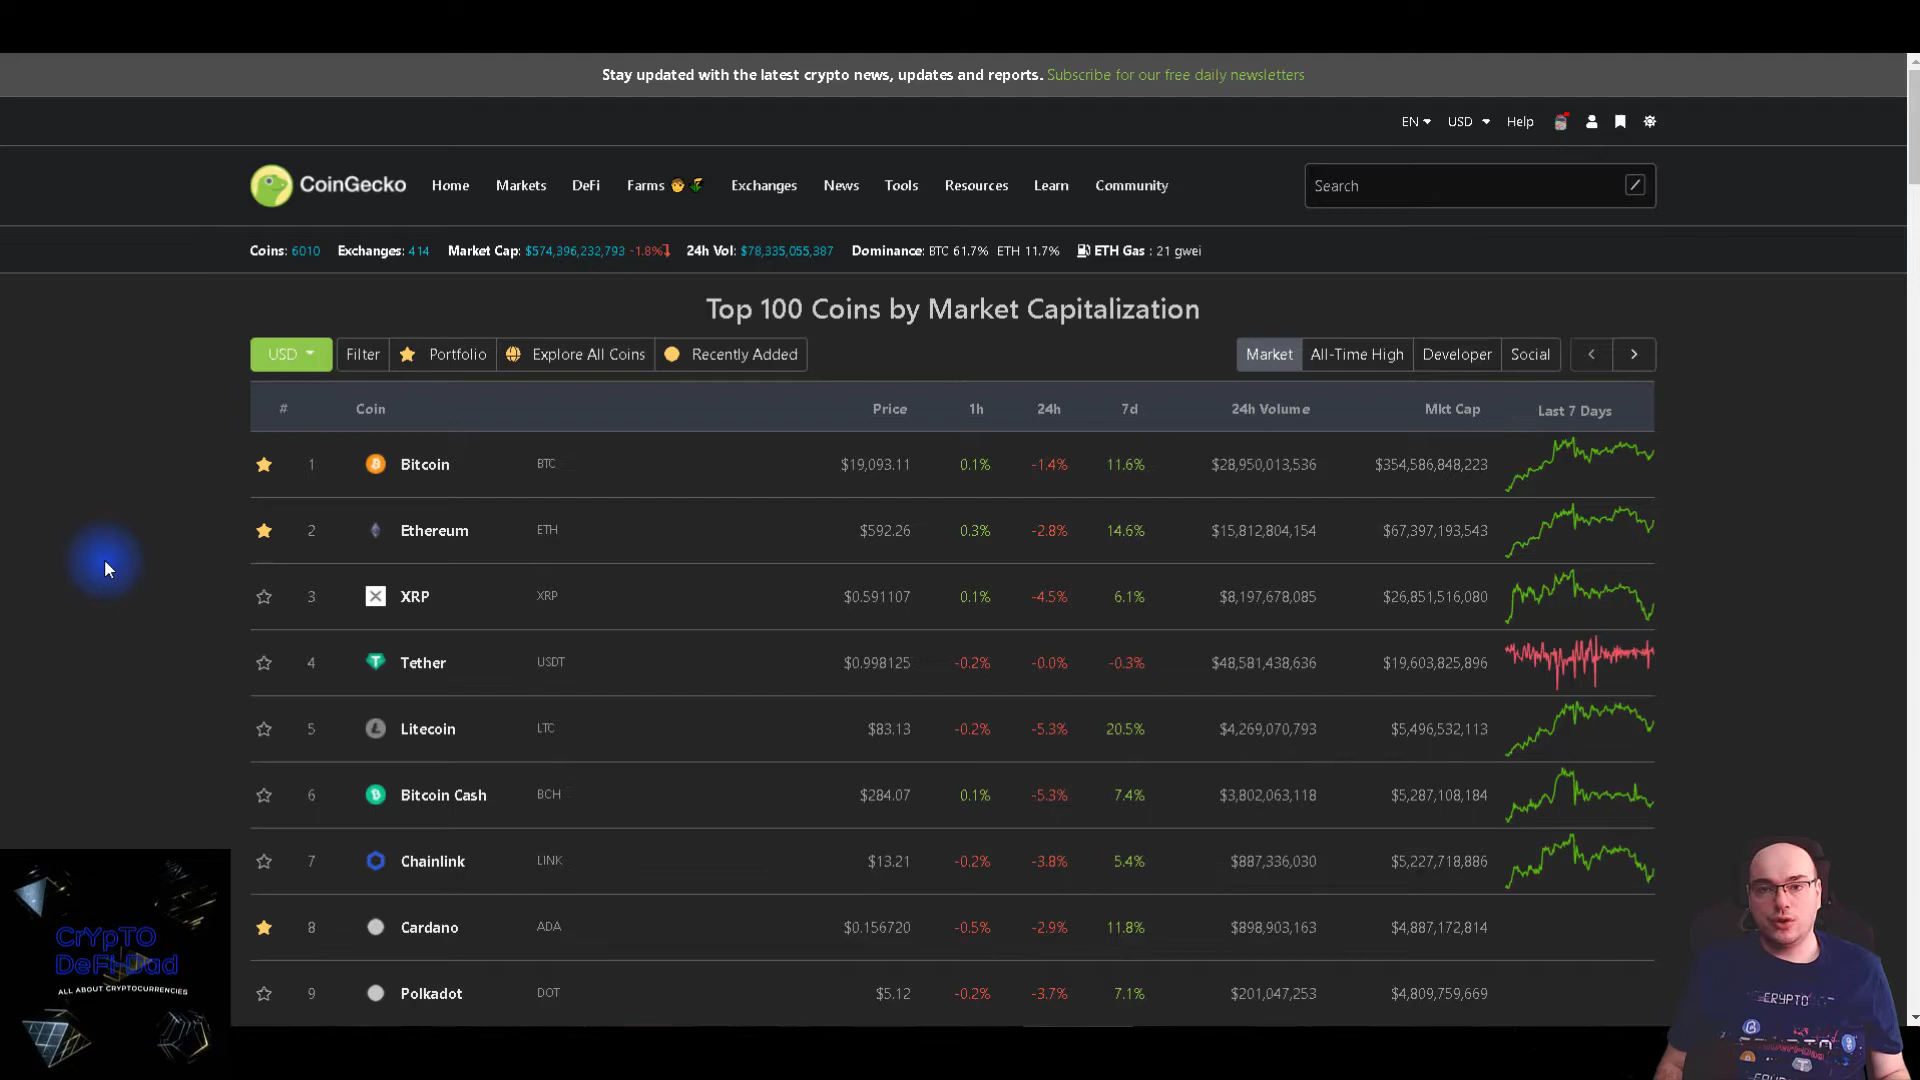 Stay updated with the latest crypto news, updates and reports. Subscribe for our free daily newsletters
EN USD Help
CoinGecko Home Markets DeFi Farms Exchanges News Tools Resources Learn Community Search /
Coins: 6010 Exchanges: 414 Market Cap: $574,396,232,793 -1.8% 24h Vol: $78,335,055,387 Dominance: BTC 61.7% ETH 11.7% ETH Gas : 21 gwei
Top 100 Coins by Market Capitalization
USD Filter Portfolio Explore All Coins Recently Added Market All-Time High Developer Social
# Coin Price 1h 24h 7d 24h Volume Mkt Cap Last 7 Days
1 Bitcoin BTC $19,093.11 0.1% -1.4% 11.6% $28,950,013,536 $354,586,848,223
2 Ethereum ETH $592.26 0.3% -2.8% 14.6% $15,812,804,154 $67,397,193,543
3 XRP XRP $0.591107 0.1% -4.5% 6.1% $8,197,678,085 $26,851,516,080
4 Tether USDT $0.998125 -0.2% -0.0% -0.3% $48,581,438,636 $19,603,825,896
5 Litecoin LTC $83.13 -0.2% -5.3% 20.5% $4,269,070,793 $5,496,532,113
6 Bitcoin Cash BCH $284.07 0.1% -5.3% 7.4% $3,802,063,118 $5,287,108,184
7 Chainlink LINK $13.21 -0.2% -3.8% 5.4% $887,336,030 $5,227,718,886
8 Cardano ADA $0.156720 -0.5% -2.9% 11.8% $898,903,163 $4,887,172,814
9 Polkadot DOT $5.12 -0.2% -3.7% 7.1% $201,047,253 $4,809,759,669
CrYpTO
DeFi Dad
ALL ABOUT CRYPTOCURRENCIES
CRYPTO